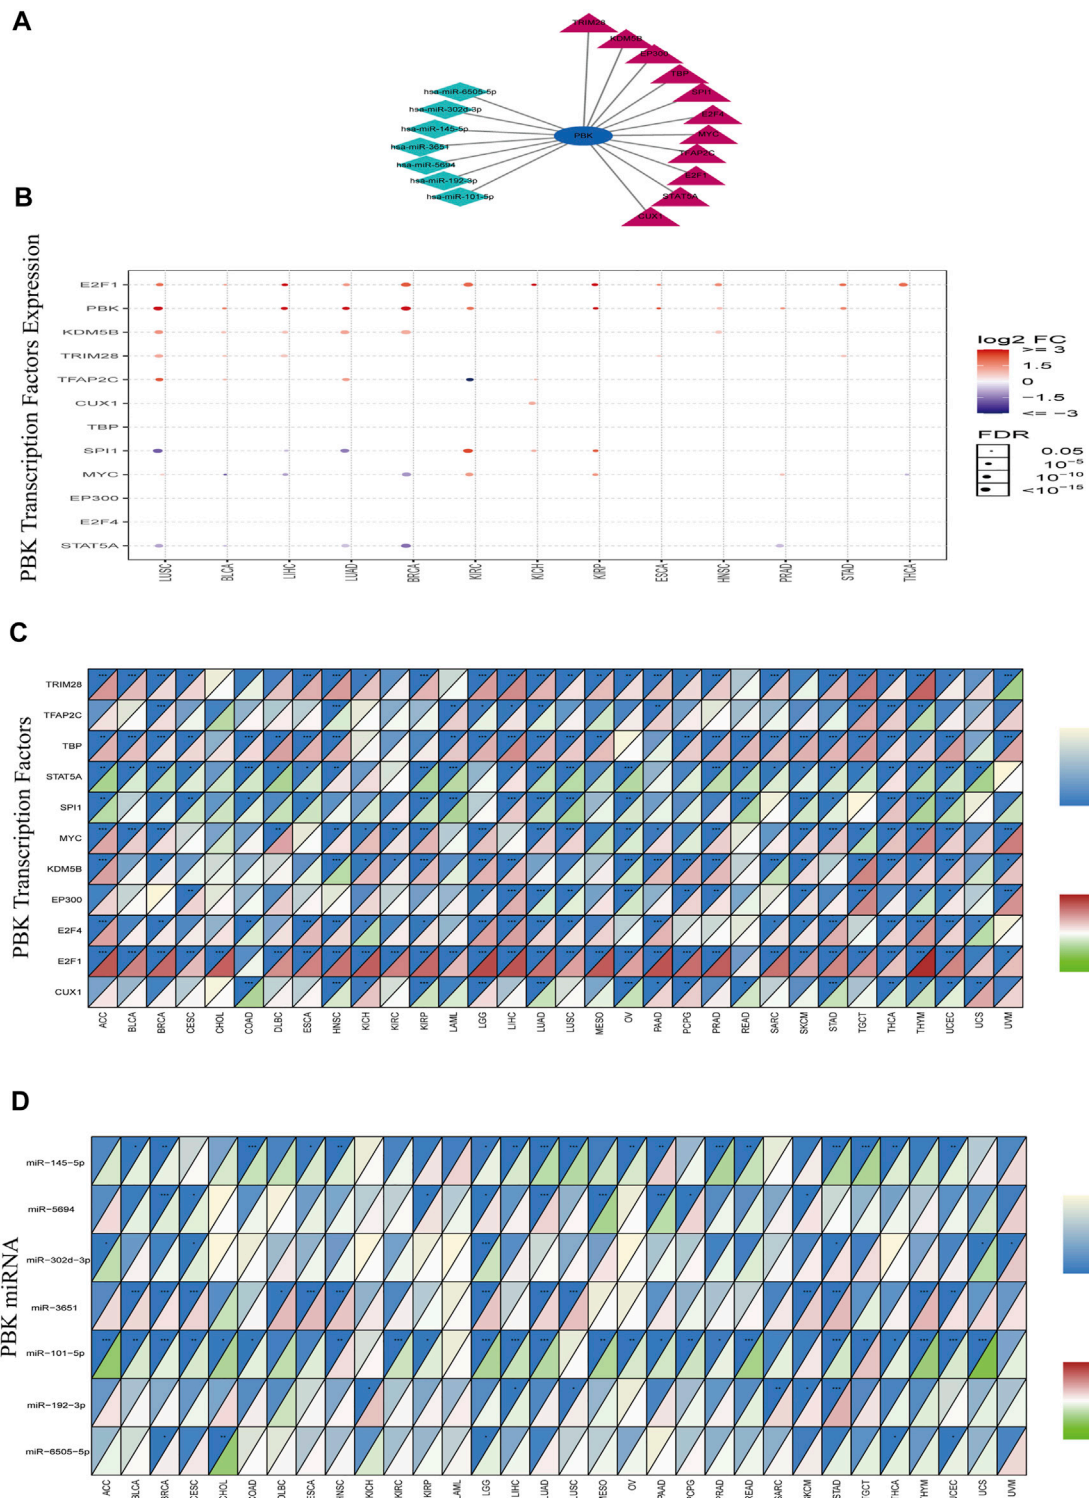 A
TRIM28
KDM5B
EP300
TBP
SPI1
E2F4
MYC
TFAP2C
E2F1
STAT5A
CUX1
PBK
hsa-miR-6505-5p
hsa-miR-302d-3p
hsa-miR-145-5p
hsa-miR-3651
hsa-miR-5694
hsa-miR-192-3p
hsa-miR-101-5p
B
PBK Transcription Factors Expression
E2F1
PBK
KDM5B
TRIM28
TFAP2C
CUX1
TBP
SPI1
MYC
EP300
E2F4
STAT5A
LUSC BLCA LIHC LUAD BRCA KIRC KICH KIRP ESCA HNSC PRAD STAD THCA
log2 FC
>= 3
1.5
0
−1.5
<= −3
FDR
0.05
10−5
10−10
<10−15
C
PBK Transcription Factors
TRIM28
TFAP2C
TBP
STAT5A
SPI1
MYC
KDM5B
EP300
E2F4
E2F1
CUX1
ACC BLCA BRCA CESC CHOL COAD DLBC ESCA HNSC KICH KIRC KIRP LAML LGG LIHC LUAD LUSC MESO OV PAAD PCPG PRAD READ SARC SKCM STAD TGCT THCA THYM UCEC UCS UVM
D
PBK miRNA
miR−145−5p
miR−5694
miR−302d−3p
miR−3651
miR−101−5p
miR−192−3p
miR−6505−5p
ACC BLCA BRCA CESC CHOL COAD DLBC ESCA HNSC KICH KIRC KIRP LAML LGG LIHC LUAD LUSC MESO OV PAAD PCPG PRAD READ SARC SKCM STAD TGCT THCA THYM UCEC UCS UVM